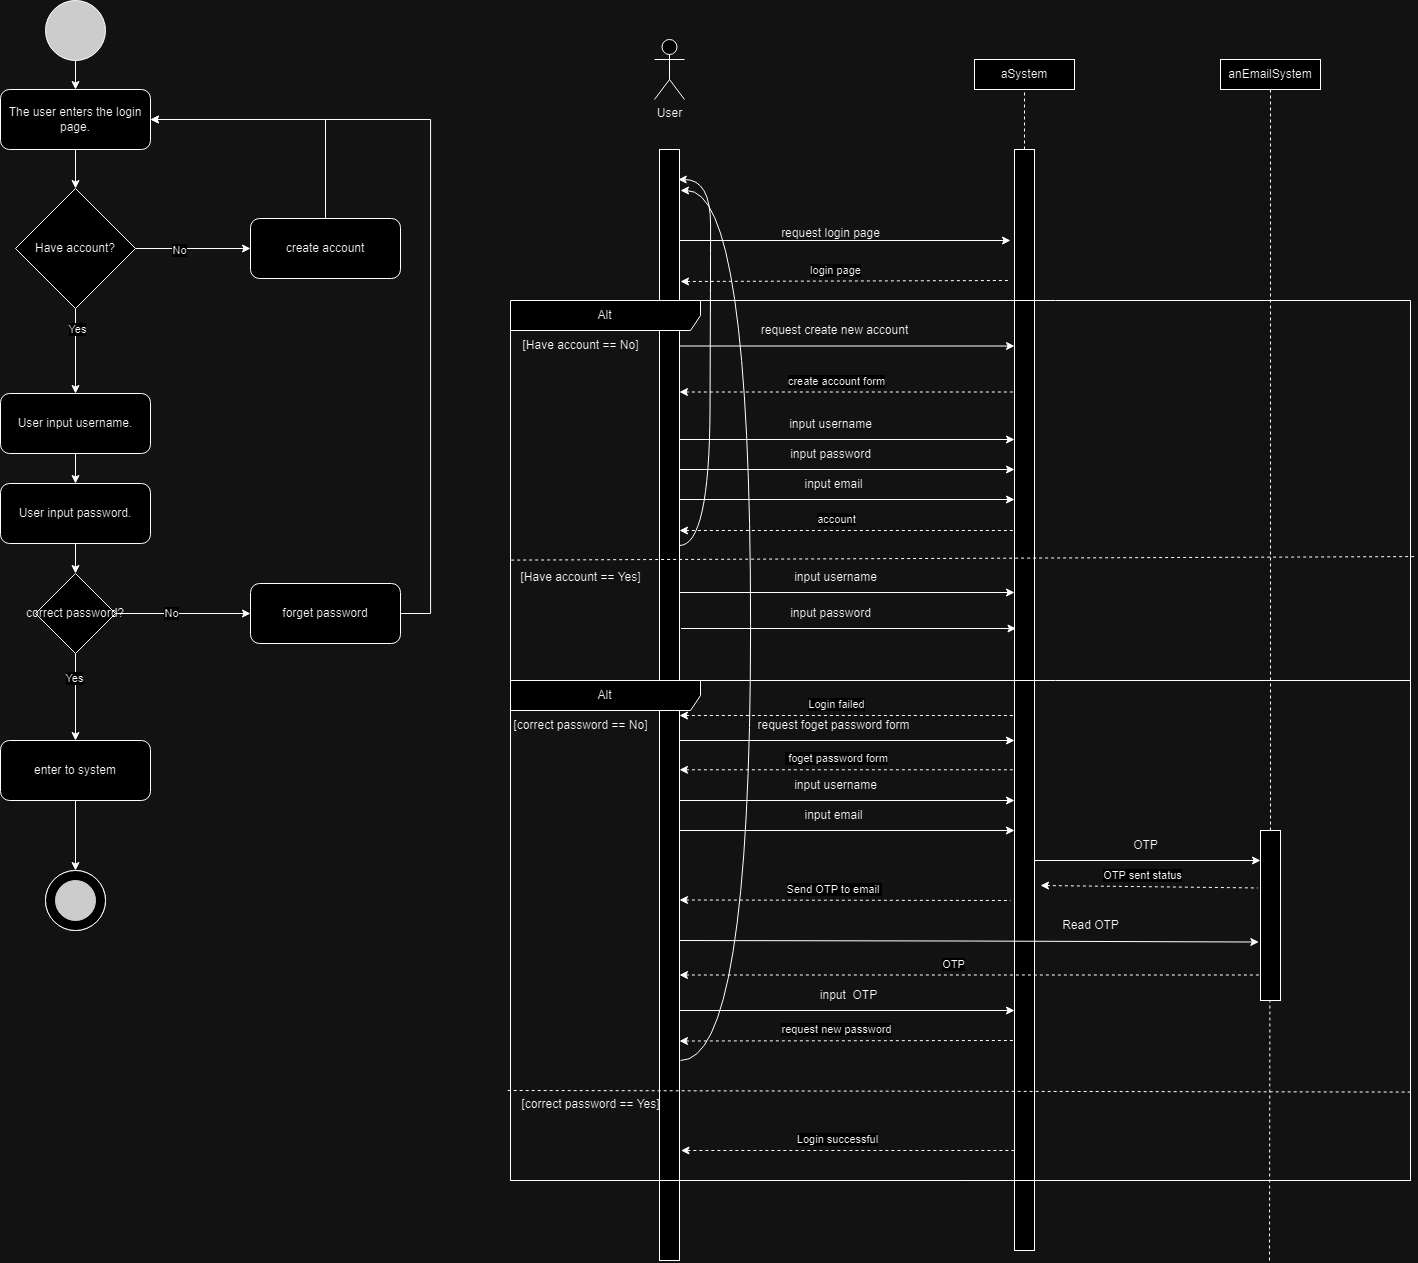 The user enters the login
page.
Have account?
No
create account
Yes
User input username.
User input password.
correct password?
No
forget password
Yes
enter to system
User
aSystem
anEmailSystem
request login page
login page
Alt
[Have account == No]
request create new account
create account form
input username
input password
input email
account
[Have account == Yes]
input username
input password
Alt
Login failed
[correct password == No]
request foget password form
foget password form
input username
input email
OTP
OTP sent status
Send OTP to email
Read OTP
OTP
input  OTP
request new password
[correct password == Yes]
Login successful